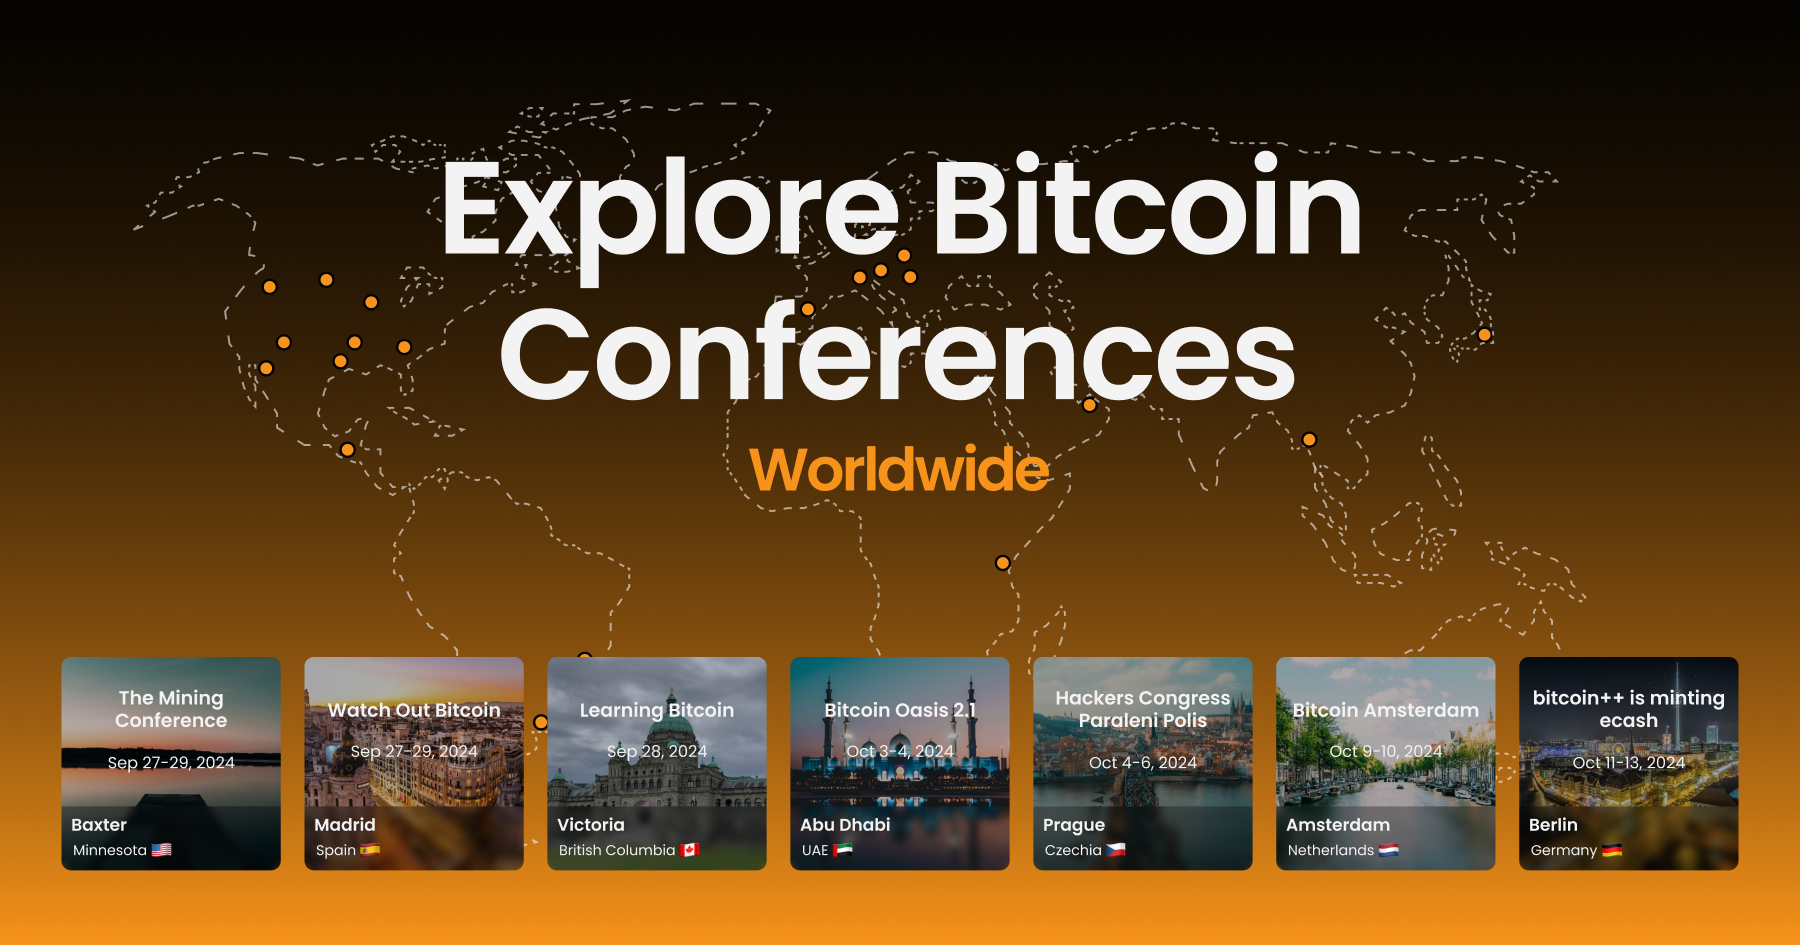 Explore Bitcoin
Conferences
Worldwide
The Mining
Conference
Sep 27-29, 2024
Baxter
Minnesota 🇺🇸
Watch Out Bitcoin
Sep 27-29, 2024
Madrid
Spain 🇪🇸
Learning Bitcoin
Sep 28, 2024
Victoria
British Columbia 🇨🇦
Bitcoin Oasis 2.1
Oct 3-4, 2024
Abu Dhabi
UAE 🇦🇪
Hackers Congress
Paraleni Polis
Oct 4-6, 2024
Prague
Czechia 🇨🇿
Bitcoin Amsterdam
Oct 9-10, 2024
Amsterdam
Netherlands 🇳🇱
bitcoin++ is minting
ecash
Oct 11-13, 2024
Berlin
Germany 🇩🇪